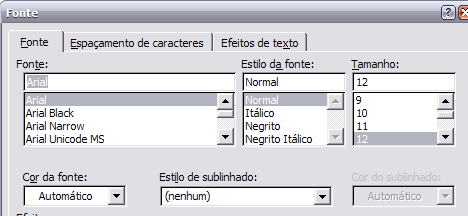 Fonte
Fonte Espaçamento de caracteres Efeitos de texto
Fonte: Estilo da fonte: Tamanho:
Arial Normal 12
Arial Normal 9
Arial Black Itálico 10
Arial Narrow Negrito 11
Arial Unicode MS Negrito Itálico 12
Cor da fonte: Estilo de sublinhado: Cor do sublinhado:
Automático (nenhum) Automático